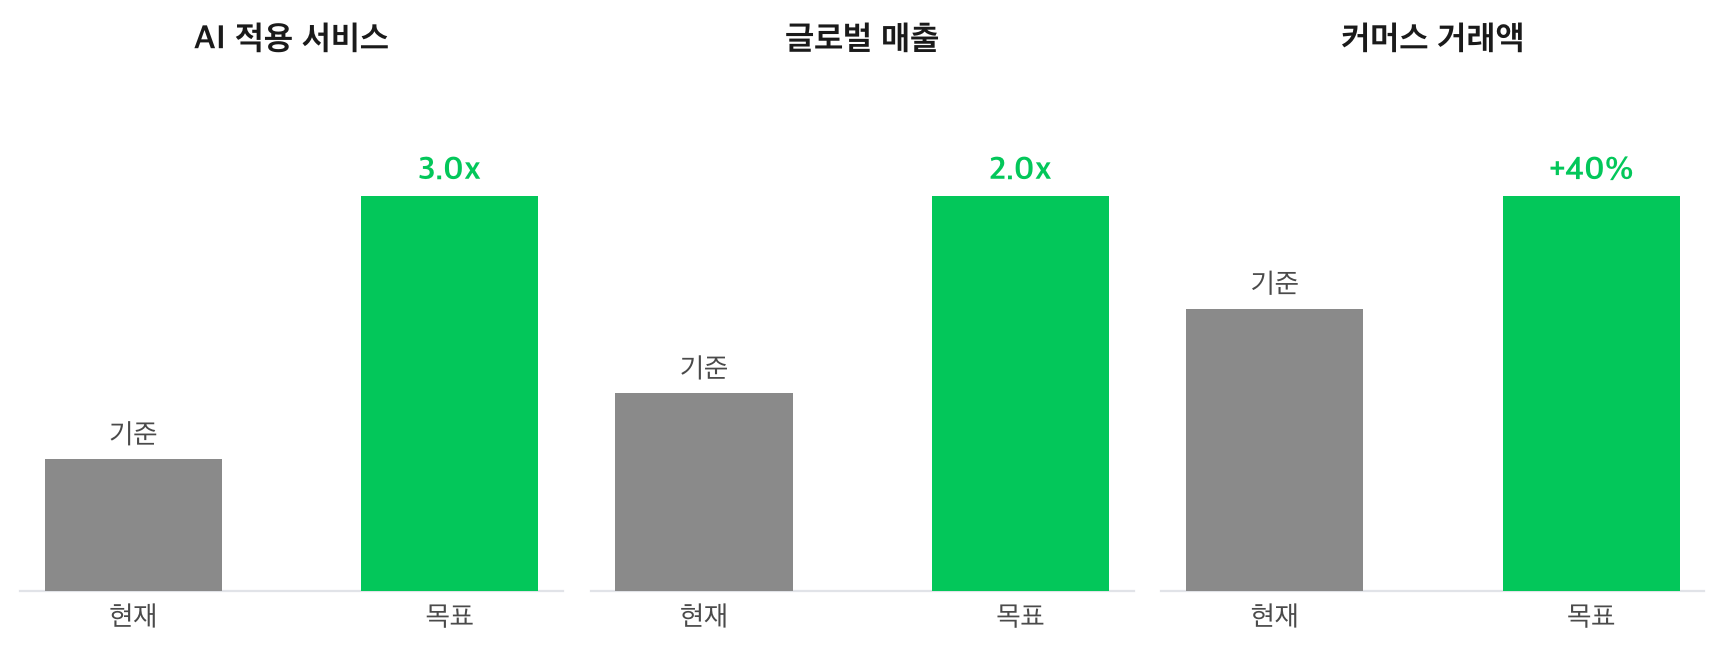 AI 적용 서비스
3.0x
기준
현재
목표
글로벌 매출
2.0x
기준
현재
목표
커머스 거래액
+40%
기준
현재
목표